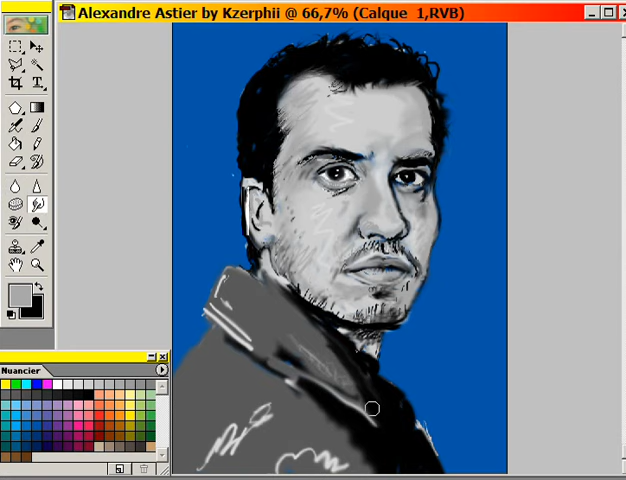 Alexandre Astier by Kzerphii @ 66,7% (Calque 1,RVB)
Nuancier